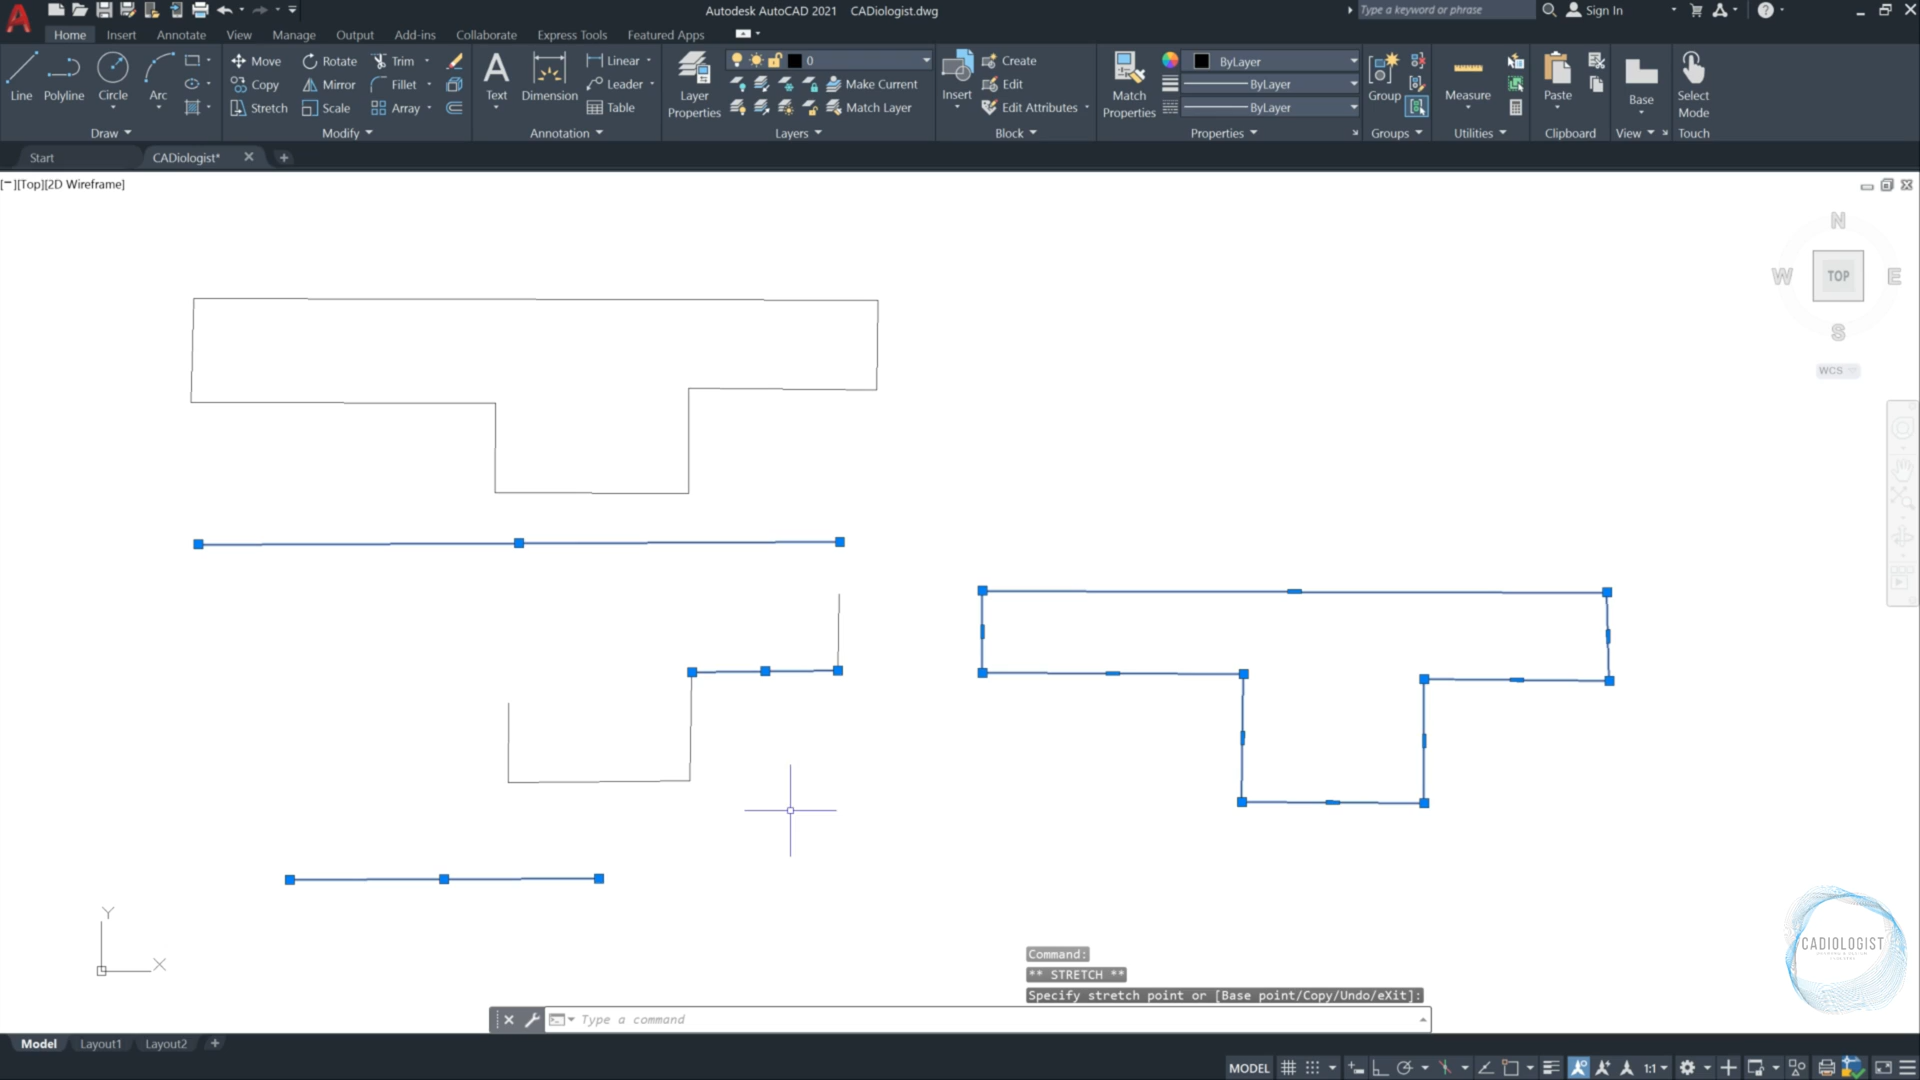 Autodesk AutoCAD 2021 CADiologist.dwg
Type a keyword or phrase
Sign In
Home Insert Annotate View Manage Output Add-ins Collaborate Express Tools Featured Apps
Line Polyline Circle Arc
Move Rotate Trim
Copy Mirror Fillet
Stretch Scale Array
Text Dimension
Linear
Leader
Table
Layer
Properties
0
Make Current
Match Layer
Insert
Create
Edit
Edit Attributes
Match
Properties
ByLayer
ByLayer
ByLayer
Group
Measure
Paste
Base
Select
Mode
Draw Modify Annotation Layers Block Properties Groups Utilities Clipboard View Touch
Start CADiologist*
[−][Top][2D Wireframe]
N
W TOP E
S
WCS
Y
X
CADIOLOGIST
Command:
** STRETCH **
Specify stretch point or [Base point/Copy/Undo/eXit]:
Type a command
Model Layout1 Layout2
MODEL 1:1